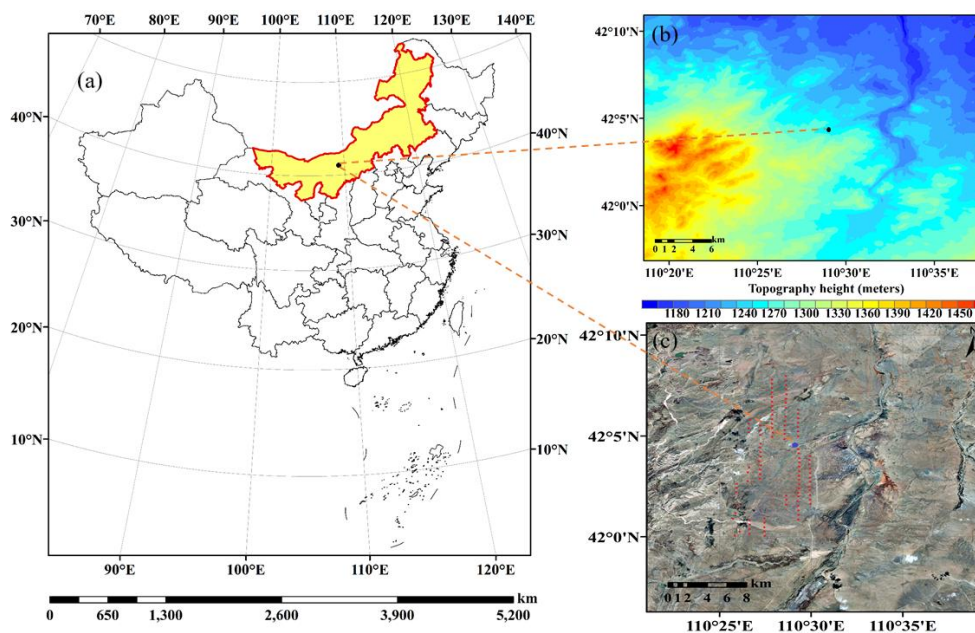 70°E 80°E 90°E 100°E 110°E 120°E 130°E 140°E
(a)
40°N 40°N
30°N 30°N
20°N 20°N
10°N 10°N
90°E 100°E 110°E 120°E
km
0 650 1,300 2,600 3,900 5,200
(b)
42°10'N
42°5'N
42°0'N
km
0 1 2 4 6
110°20'E 110°25'E 110°30'E 110°35'E
Topography height (meters)
1180 1210 1240 1270 1300 1330 1360 1390 1420 1450
(c)
42°10'N
42°5'N
42°0'N
km
0 1 2 4 6 8
110°25'E 110°30'E 110°35'E